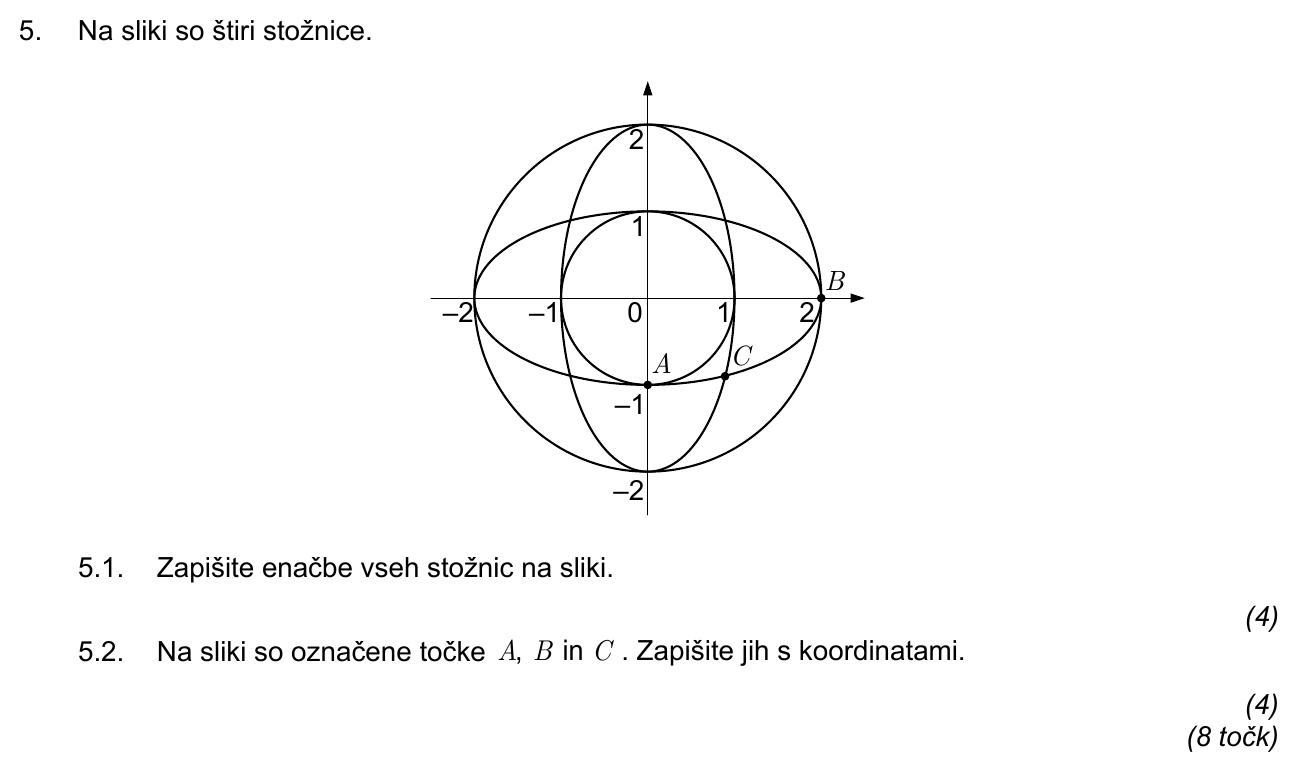 5. Na sliki so štiri stožnice.
2
1
B
–2 –1 0 1 2
A C
–1
–2
5.1. Zapišite enačbe vseh stožnic na sliki.
(4)
5.2. Na sliki so označene točke A, B in C . Zapišite jih s koordinatami.
(4)
(8 točk)